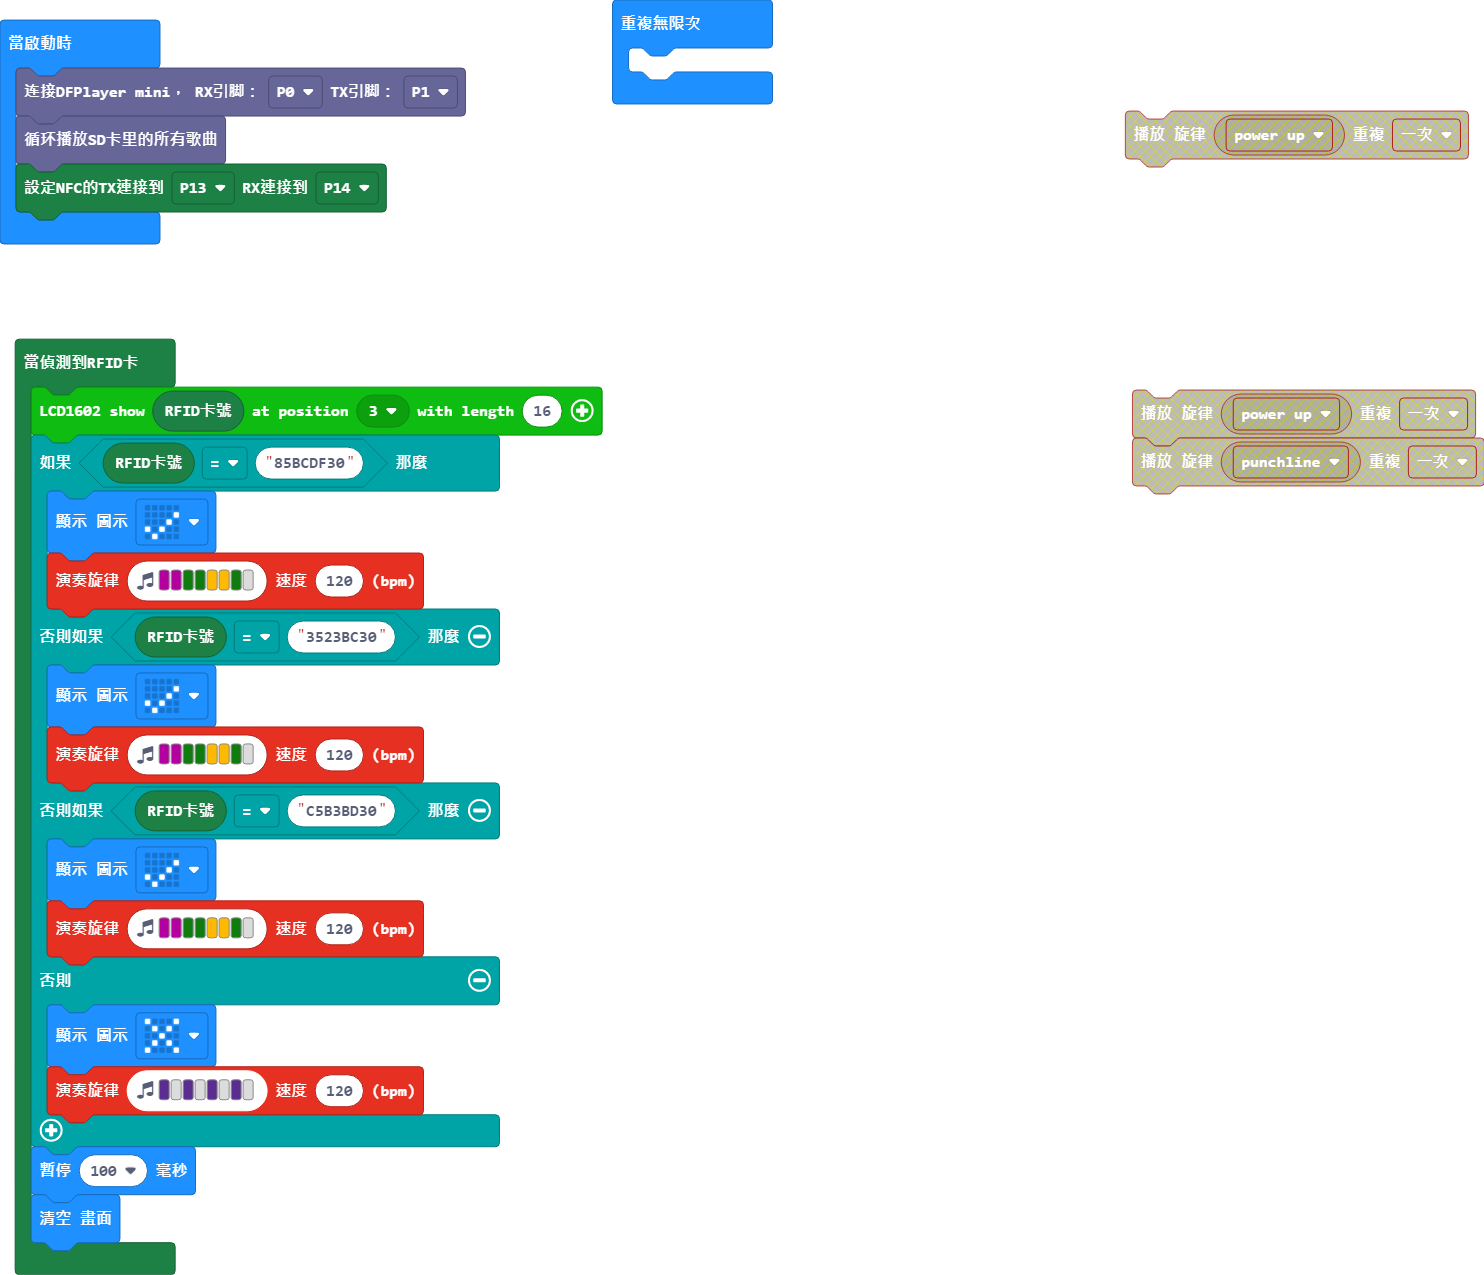 當啟動時
连接DFPlayer mini， RX引脚： P0 TX引脚： P1
循环播放SD卡里的所有歌曲
設定NFC的TX連接到 P13 RX連接到 P14
重複無限次
播放 旋律 power up 重複 一次
當偵測到RFID卡
LCD1602 show RFID卡號 at position 3 with length 16
如果 RFID卡號 = "85BCDF30" 那麼
顯示 圖示
演奏旋律 速度 120 (bpm)
否則如果 RFID卡號 = "3523BC30" 那麼
顯示 圖示
演奏旋律 速度 120 (bpm)
否則如果 RFID卡號 = "C5B3BD30" 那麼
顯示 圖示
演奏旋律 速度 120 (bpm)
否則
顯示 圖示
演奏旋律 速度 120 (bpm)
暫停 100 毫秒
清空 畫面
播放 旋律 power up 重複 一次
播放 旋律 punchline 重複 一次